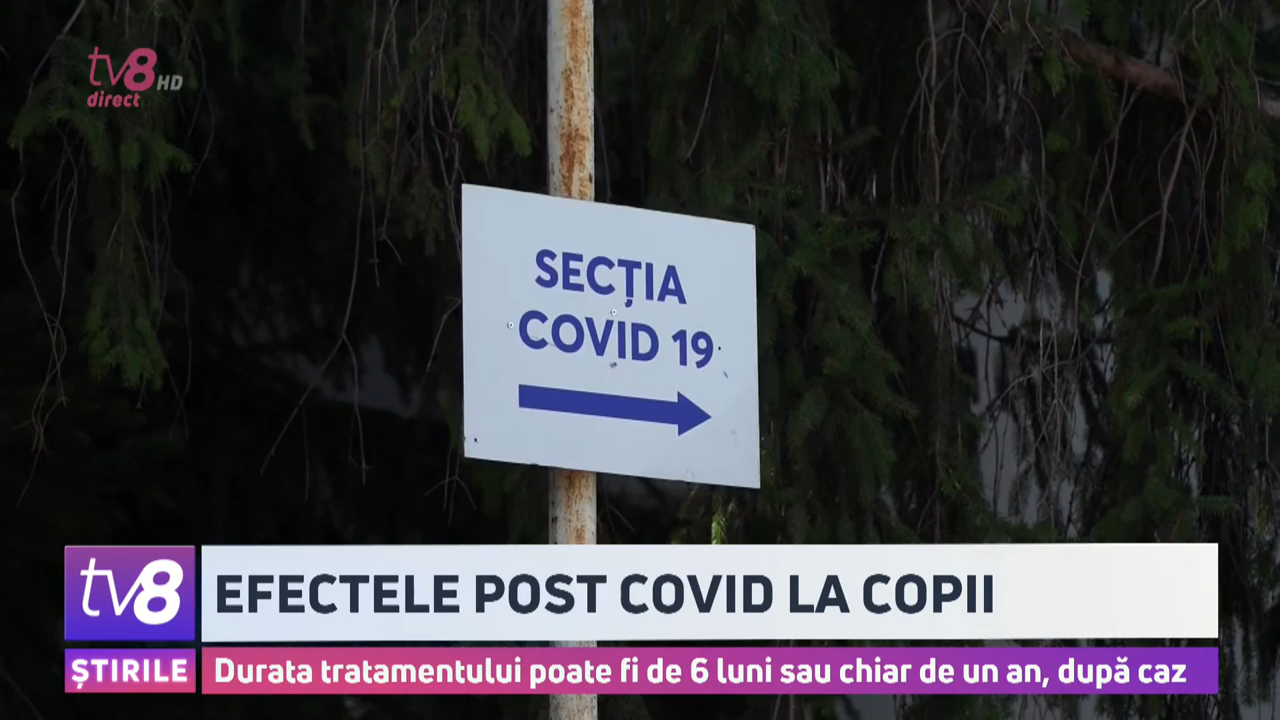 tv8 HD
direct
SECȚIA
COVID 19
tv8
EFECTELE POST COVID LA COPII
ȘTIRILE
Durata tratamentului poate fi de 6 luni sau chiar de un an, după caz